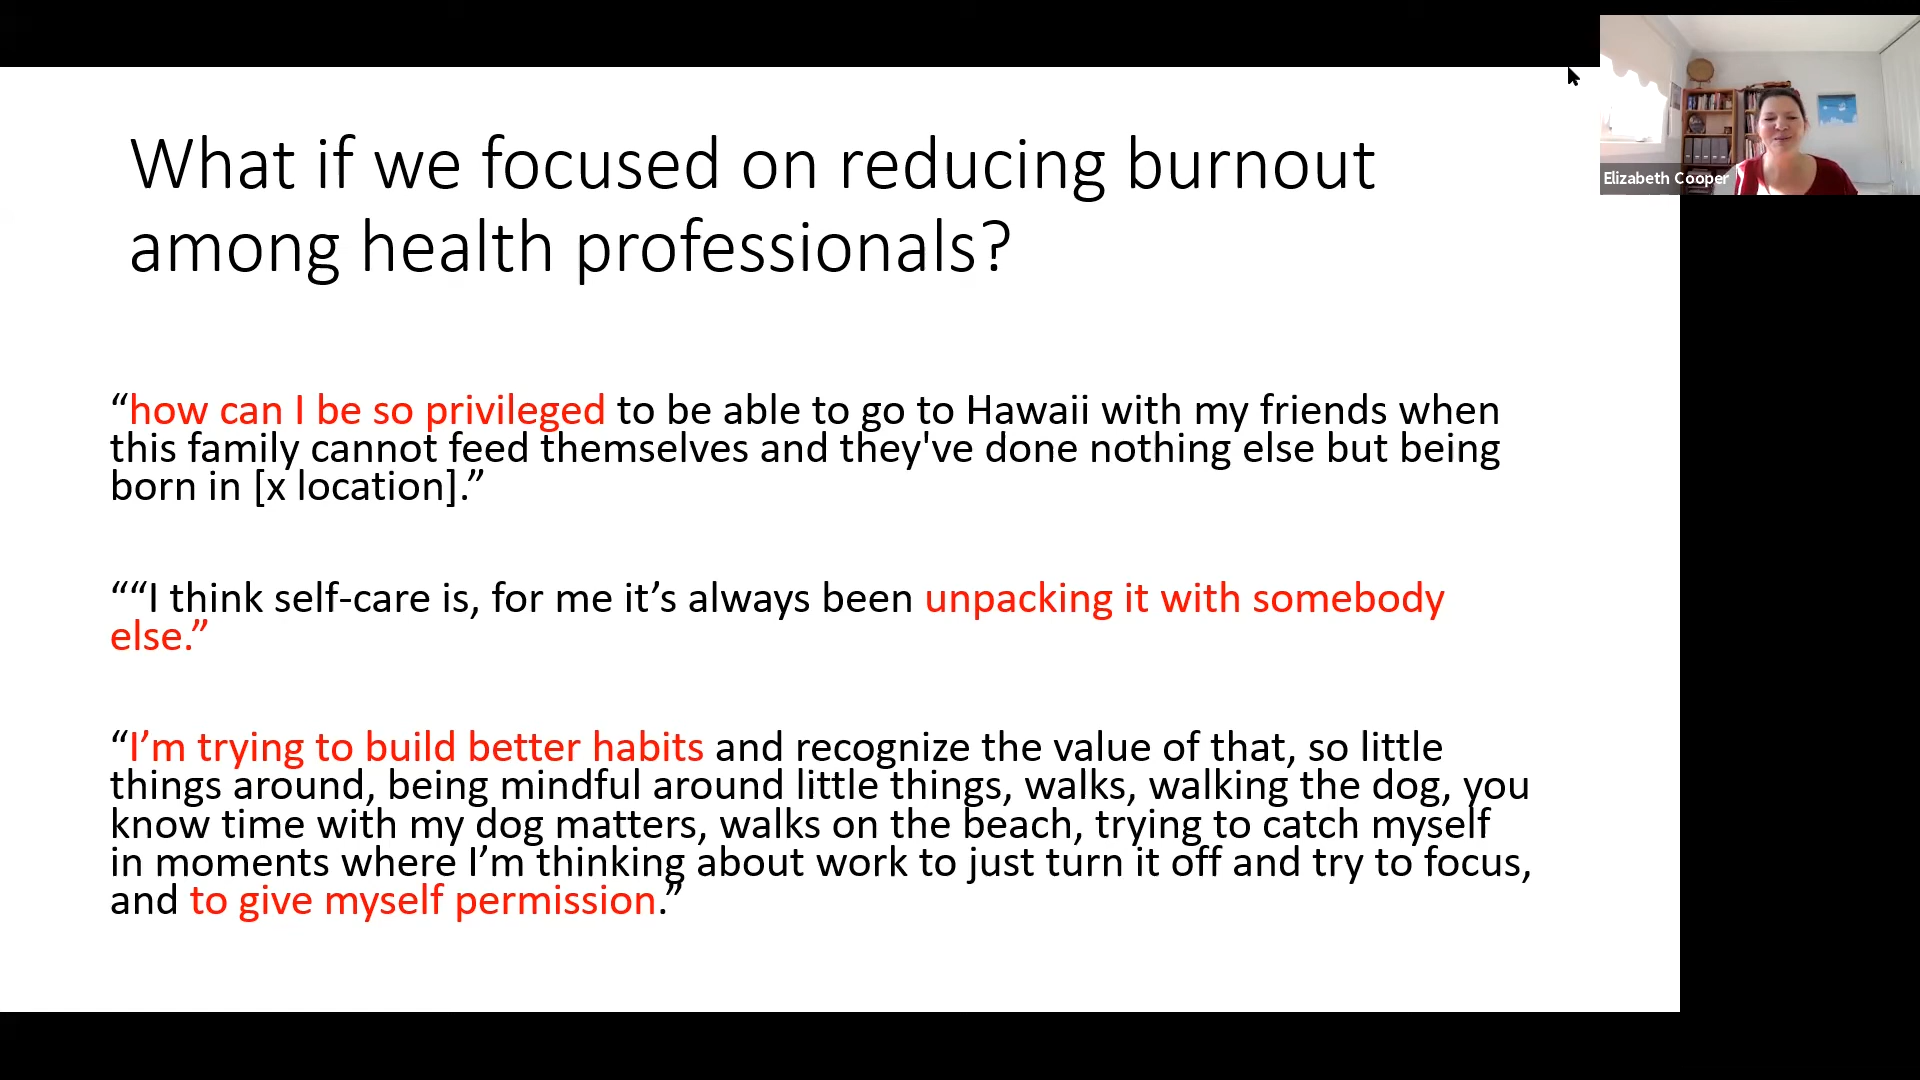 What if we focused on reducing burnout
among health professionals?
“how can I be so privileged to be able to go to Hawaii with my friends when
this family cannot feed themselves and they've done nothing else but being
born in [x location].”
““I think self-care is, for me it’s always been unpacking it with somebody
else.”
“I’m trying to build better habits and recognize the value of that, so little
things around, being mindful around little things, walks, walking the dog, you
know time with my dog matters, walks on the beach, trying to catch myself
in moments where I’m thinking about work to just turn it off and try to focus,
and to give myself permission.”
Elizabeth Cooper